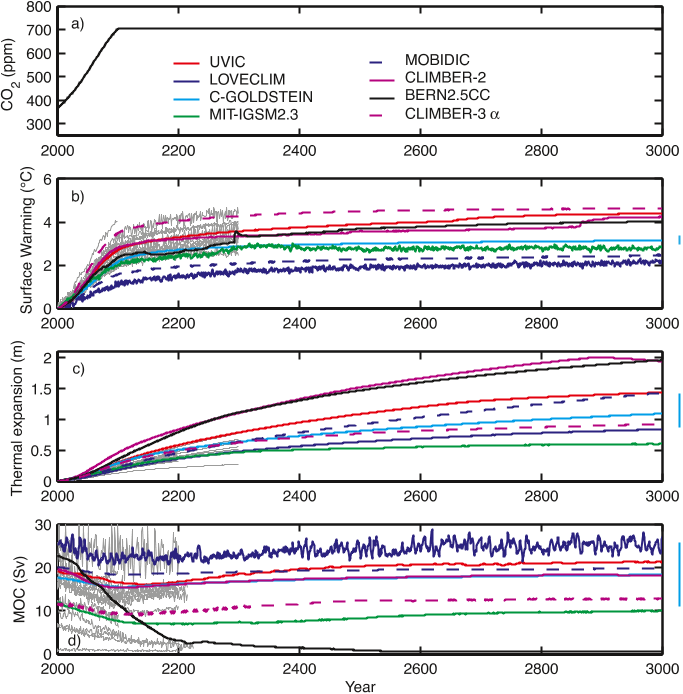 a)
CO2 (ppm)
800
700
600
500
400
300
UVIC
LOVECLIM
C-GOLDSTEIN
MIT-IGSM2.3
MOBIDIC
CLIMBER-2
BERN2.5CC
CLIMBER-3 α
2000 2200 2400 2600 2800 3000
b)
Surface Warming (°C)
6
4
2
0
2000 2200 2400 2600 2800 3000
c)
Thermal expansion (m)
2
1.5
1
0.5
0
2000 2200 2400 2600 2800 3000
MOC (Sv)
30
20
10
0
d)
2000 2200 2400 2600 2800 3000
Year